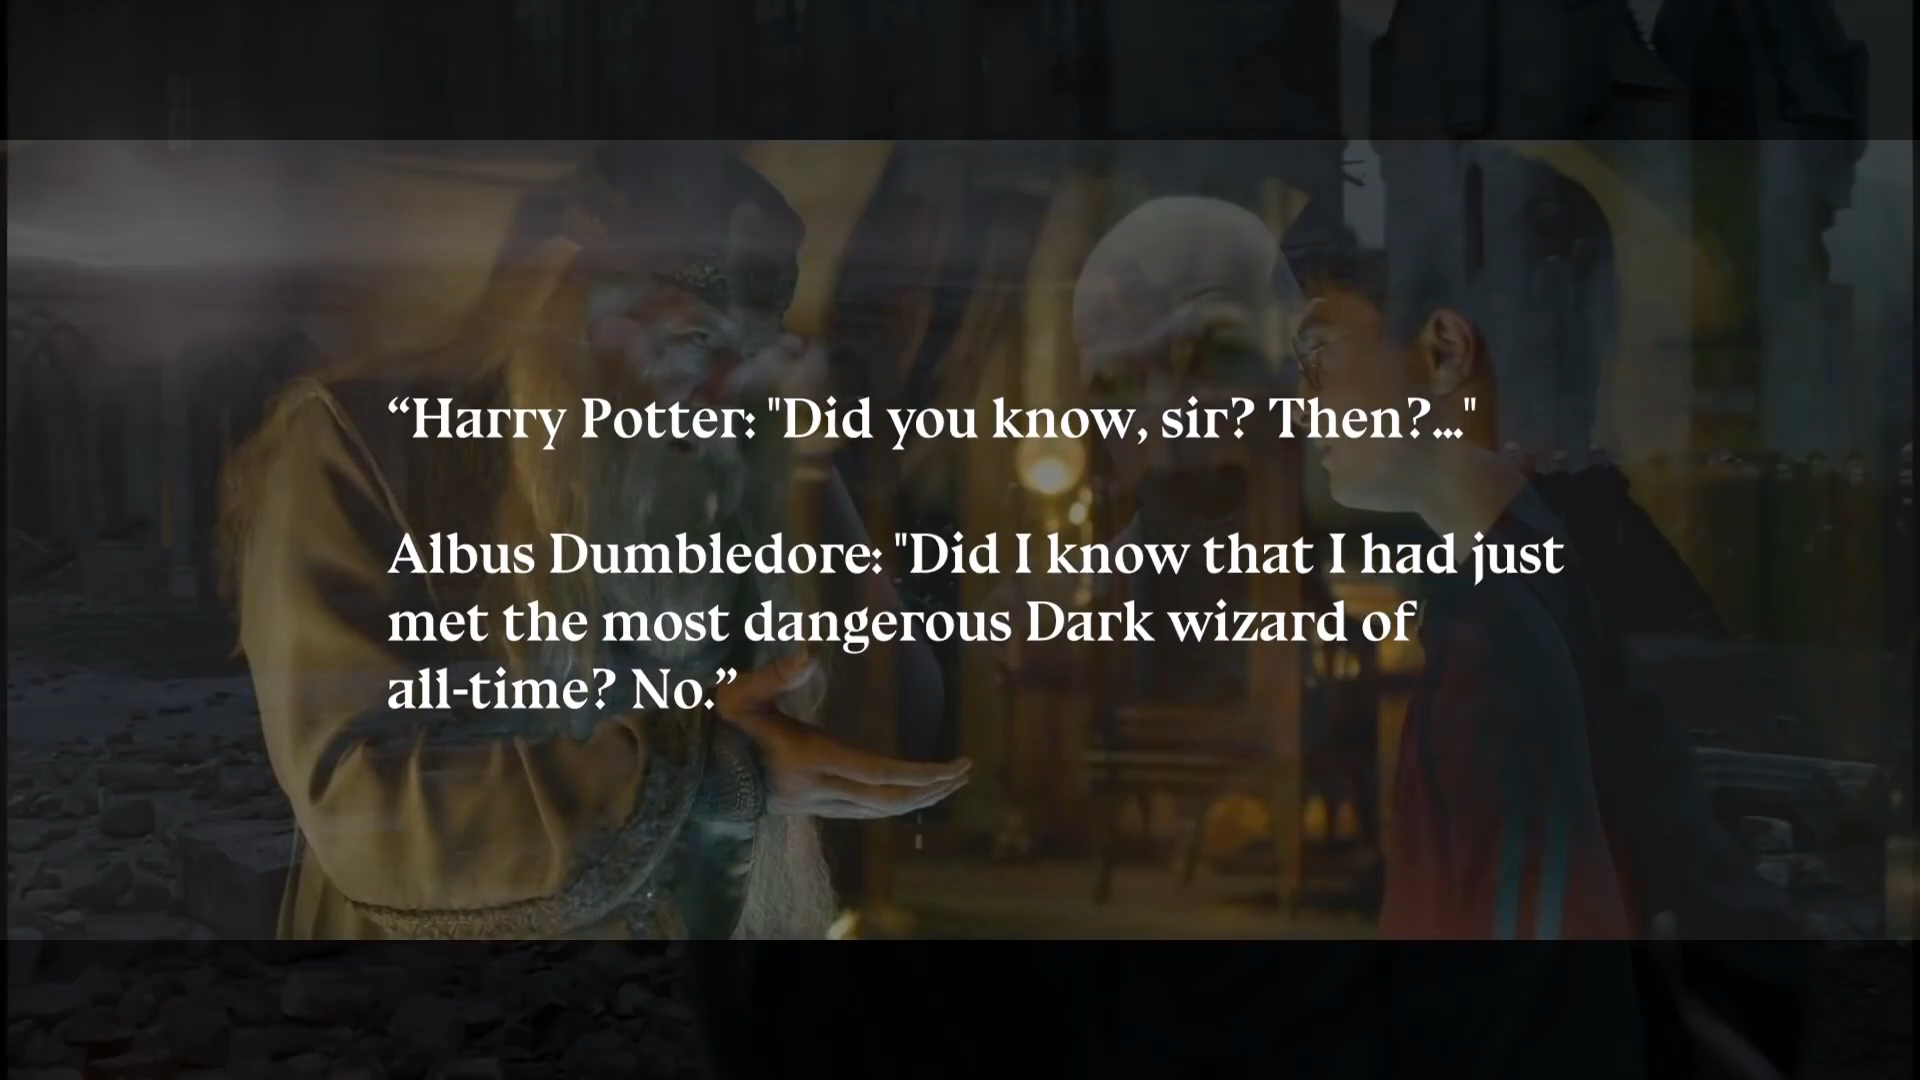 “Harry Potter: "Did you know, sir? Then?..."
Albus Dumbledore: "Did I know that I had just
met the most dangerous Dark wizard of
all-time? No.”